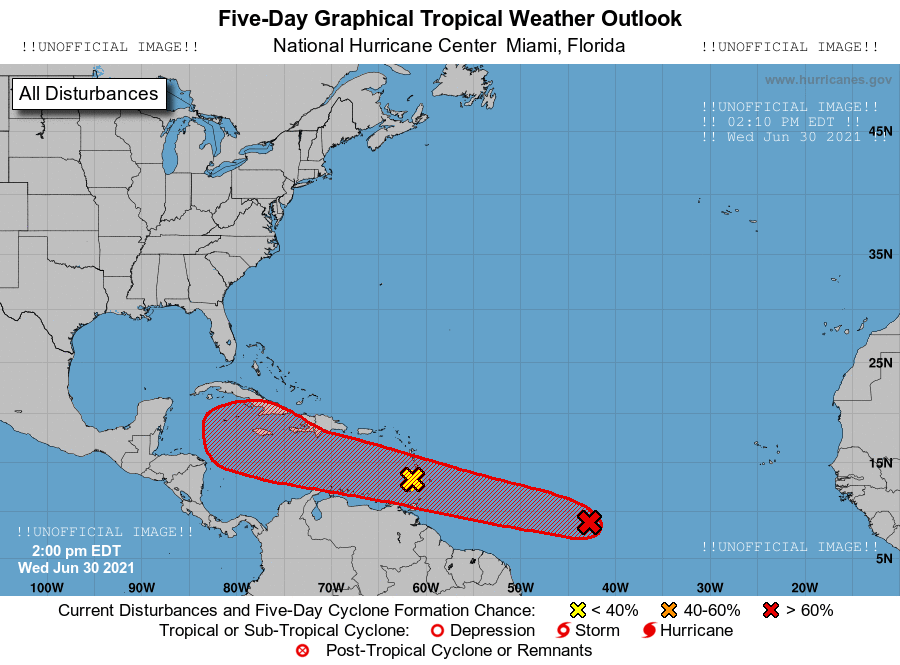 Five-Day Graphical Tropical Weather Outlook
!!UNOFFICIAL IMAGE!! National Hurricane Center Miami, Florida !!UNOFFICIAL IMAGE!!
www.hurricanes.gov
All Disturbances
!!UNOFFICIAL IMAGE!!
!! 02:10 PM EDT !!
!! Wed Jun 30 2021 !!
45N
35N
25N
15N
!!UNOFFICIAL IMAGE!!
2:00 pm EDT
Wed Jun 30 2021
!!UNOFFICIAL IMAGE!!
5N
100W 90W 80W 70W 60W 50W 40W 30W 20W
Current Disturbances and Five-Day Cyclone Formation Chance: < 40% 40-60% > 60%
Tropical or Sub-Tropical Cyclone: Depression Storm Hurricane
Post-Tropical Cyclone or Remnants